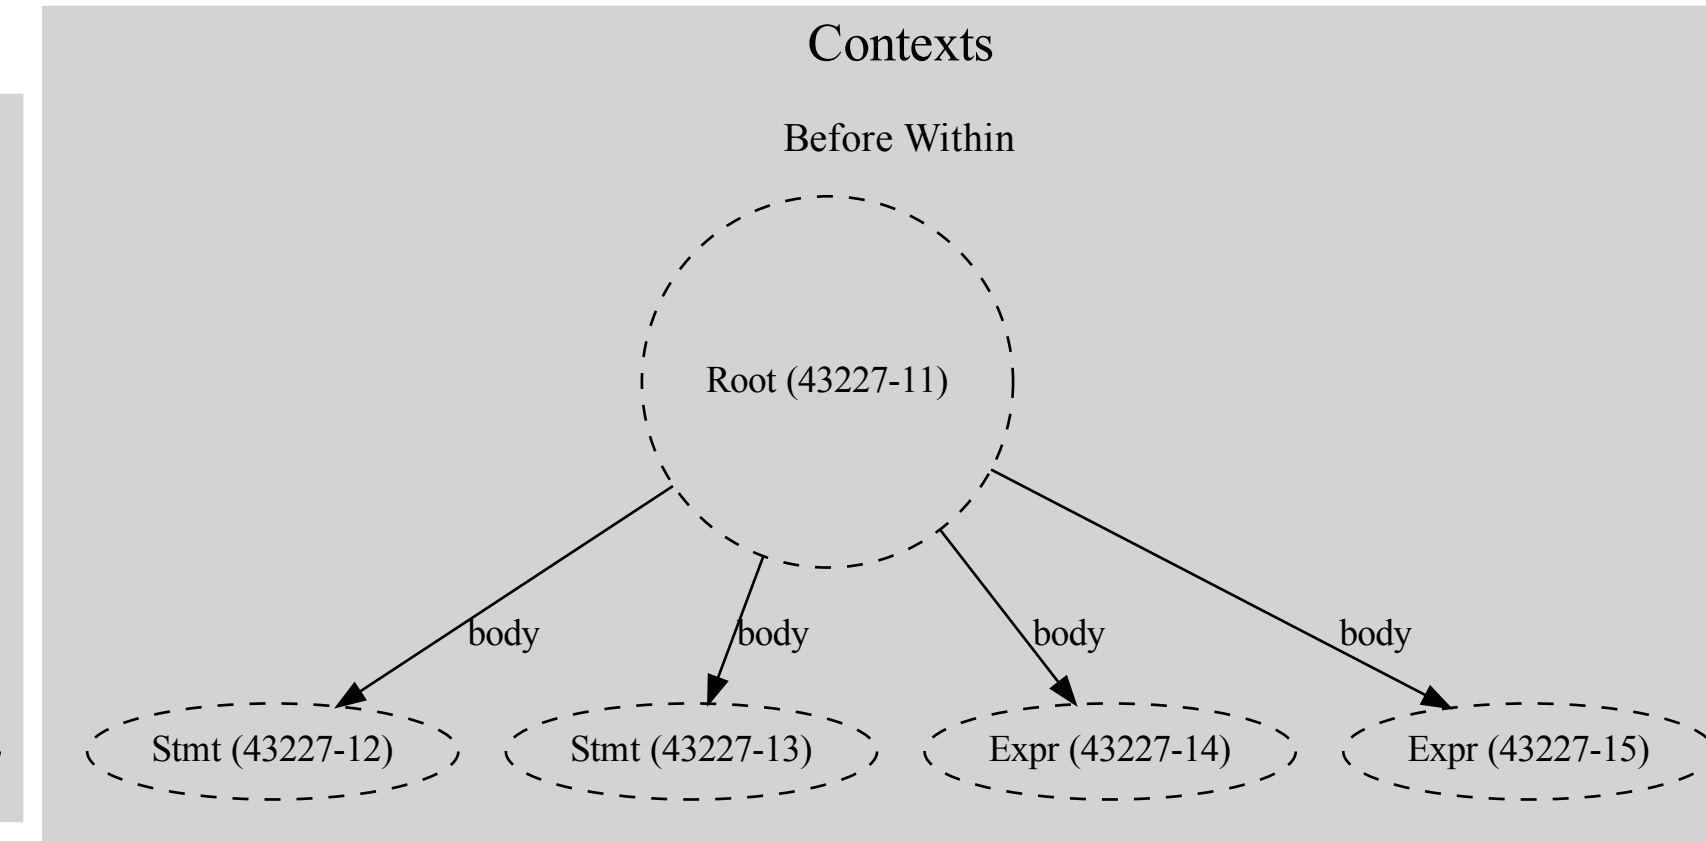 Contexts
Before Within
Root (43227-11)
body
body
body
body
Stmt (43227-12)
Stmt (43227-13)
Expr (43227-14)
Expr (43227-15)